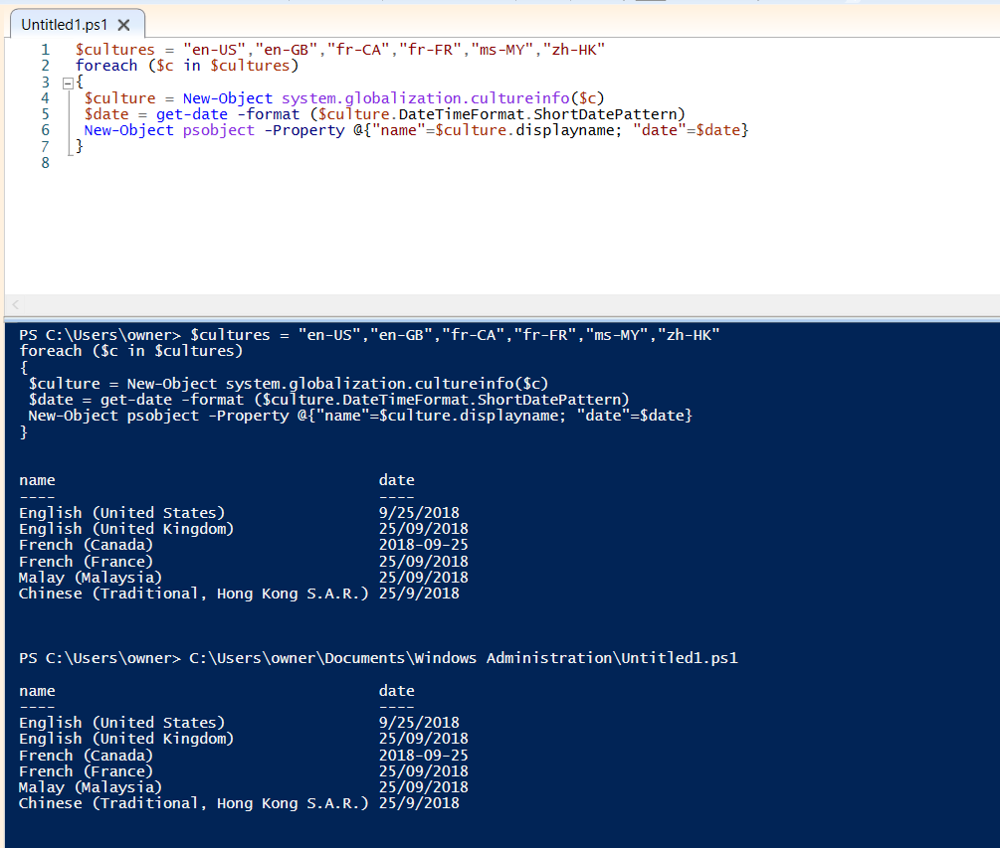 Untitled1.ps1
1 $cultures = "en-US","en-GB","fr-CA","fr-FR","ms-MY","zh-HK"
2 foreach ($c in $cultures)
3 {
4 $culture = New-Object system.globalization.cultureinfo($c)
5 $date = get-date -format ($culture.DateTimeFormat.ShortDatePattern)
6 New-Object psobject -Property @{"name"=$culture.displayname; "date"=$date}
7 }
8
PS C:\Users\owner> $cultures = "en-US","en-GB","fr-CA","fr-FR","ms-MY","zh-HK"
foreach ($c in $cultures)
{
$culture = New-Object system.globalization.cultureinfo($c)
$date = get-date -format ($culture.DateTimeFormat.ShortDatePattern)
New-Object psobject -Property @{"name"=$culture.displayname; "date"=$date}
}
name date
---- ----
English (United States) 9/25/2018
English (United Kingdom) 25/09/2018
French (Canada) 2018-09-25
French (France) 25/09/2018
Malay (Malaysia) 25/09/2018
Chinese (Traditional, Hong Kong S.A.R.) 25/9/2018
PS C:\Users\owner> C:\Users\owner\Documents\Windows Administration\Untitled1.ps1
name date
---- ----
English (United States) 9/25/2018
English (United Kingdom) 25/09/2018
French (Canada) 2018-09-25
French (France) 25/09/2018
Malay (Malaysia) 25/09/2018
Chinese (Traditional, Hong Kong S.A.R.) 25/9/2018